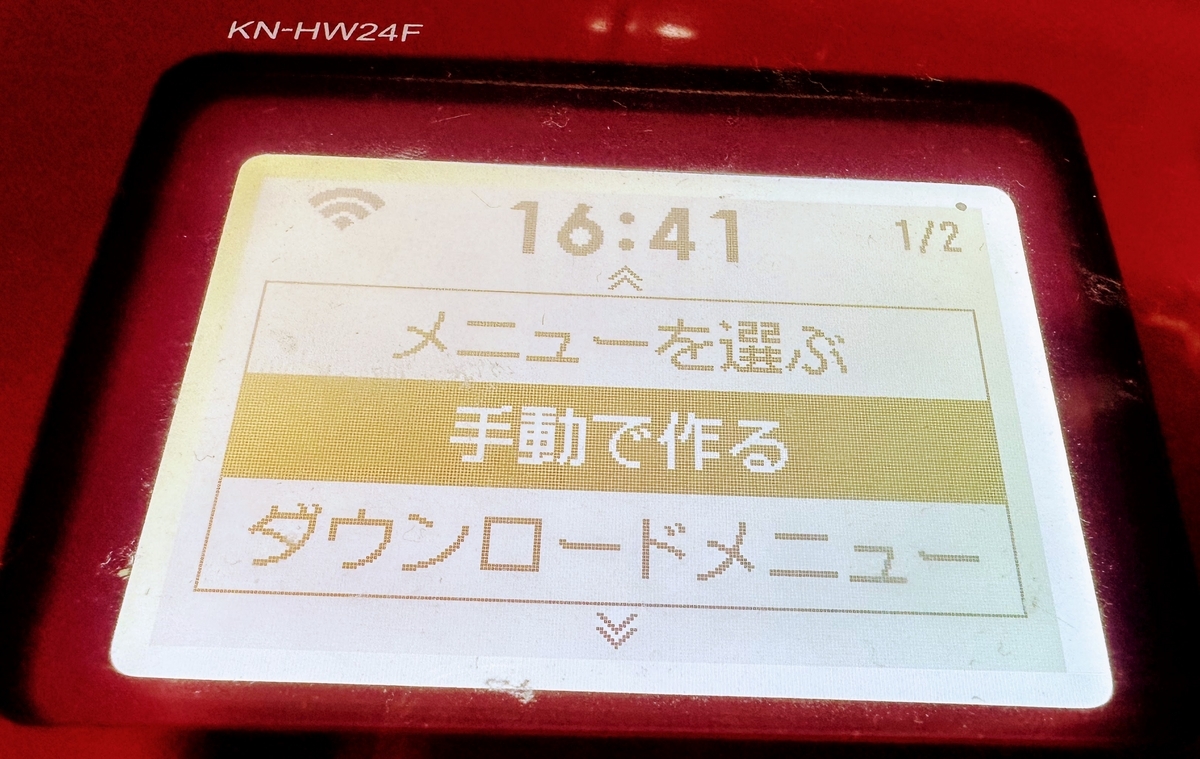 KN-HW24F
16:41 1/2
メニューを選ぶ
手動で作る
ダウンロードメニュー